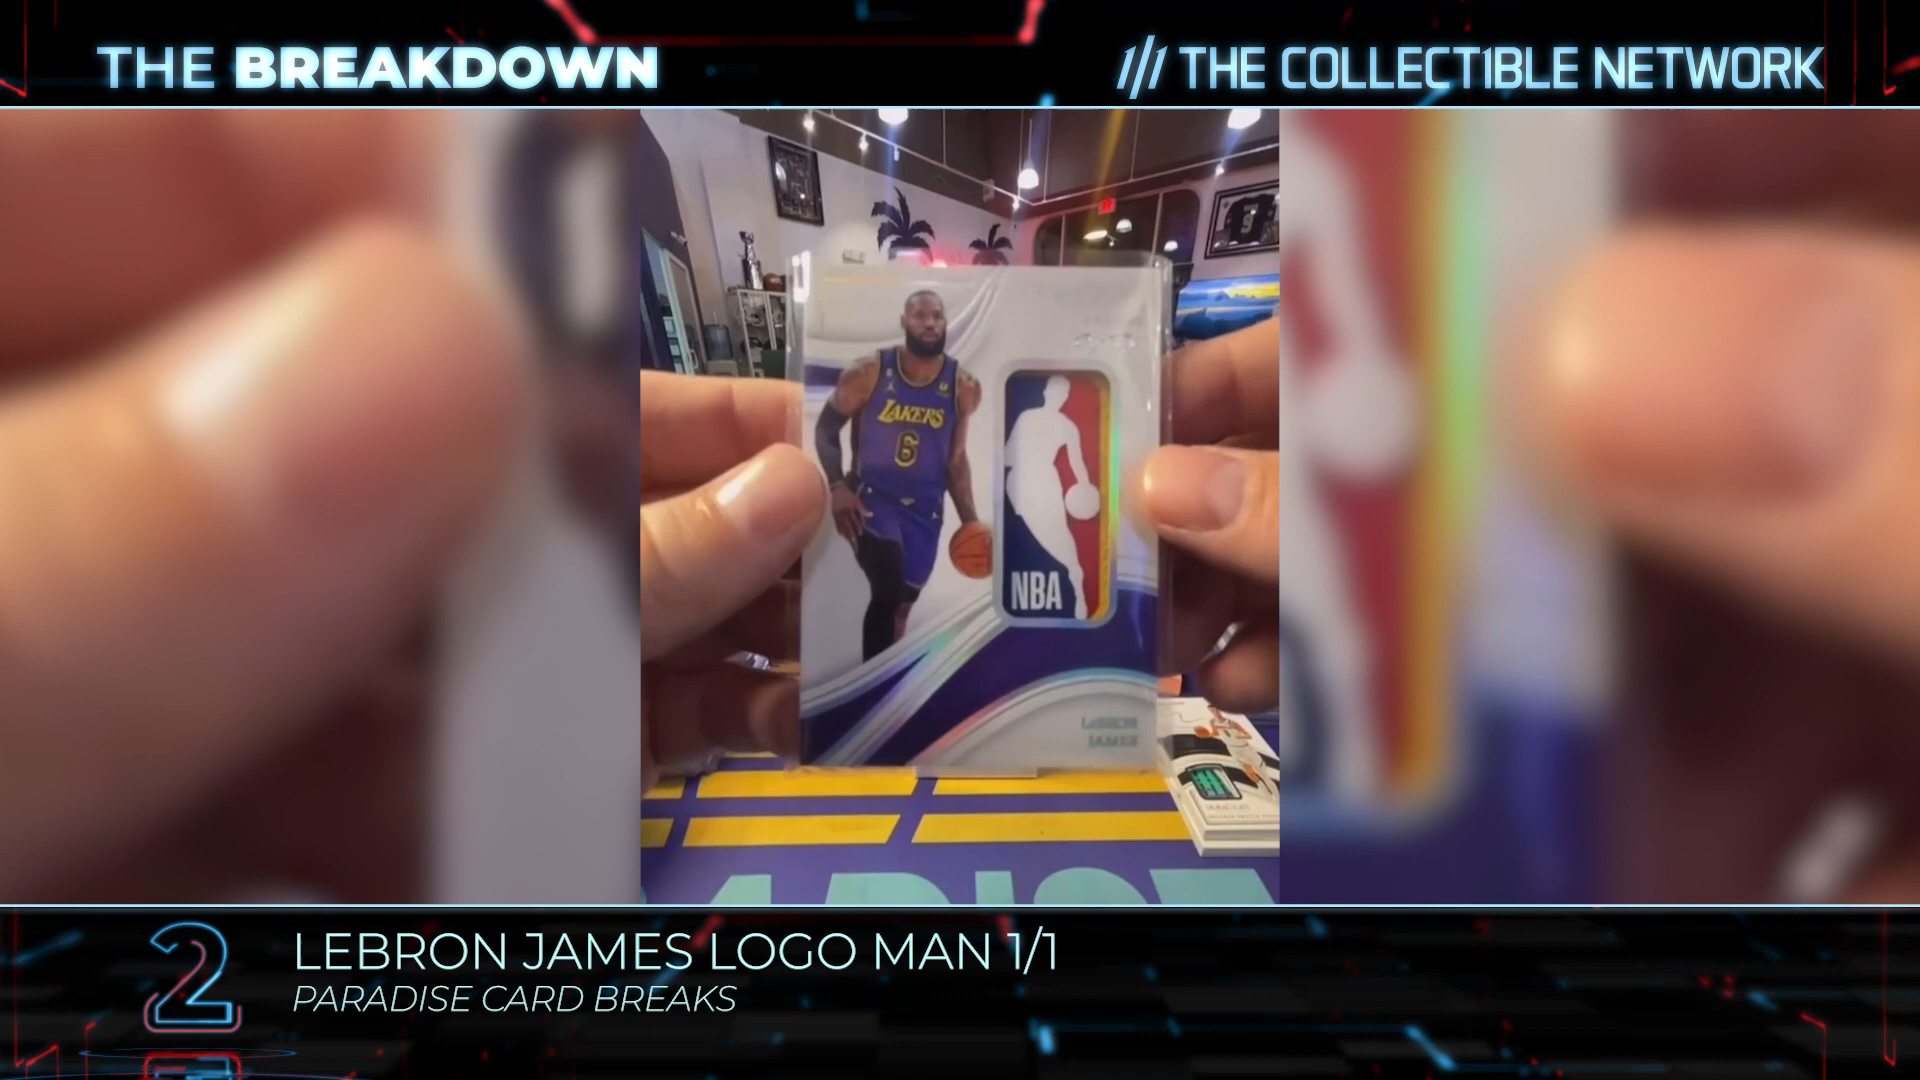 THE BREAKDOWN
THE COLLECT1BLE NETWORK
LAKERS
6
NBA
LEBRON
JAMES
2
LEBRON JAMES LOGO MAN 1/1
PARADISE CARD BREAKS